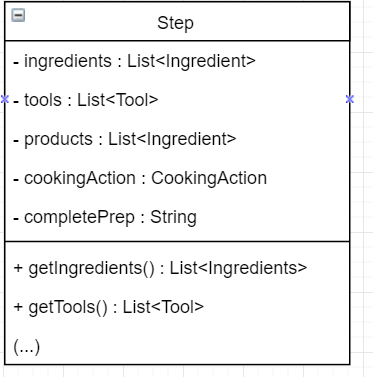 Step
- ingredients : List<Ingredient>
- tools : List<Tool>
- products : List<Ingredient>
- cookingAction : CookingAction
- completePrep : String
+ getIngredients() : List<Ingredients>
+ getTools() : List<Tool>
(...)